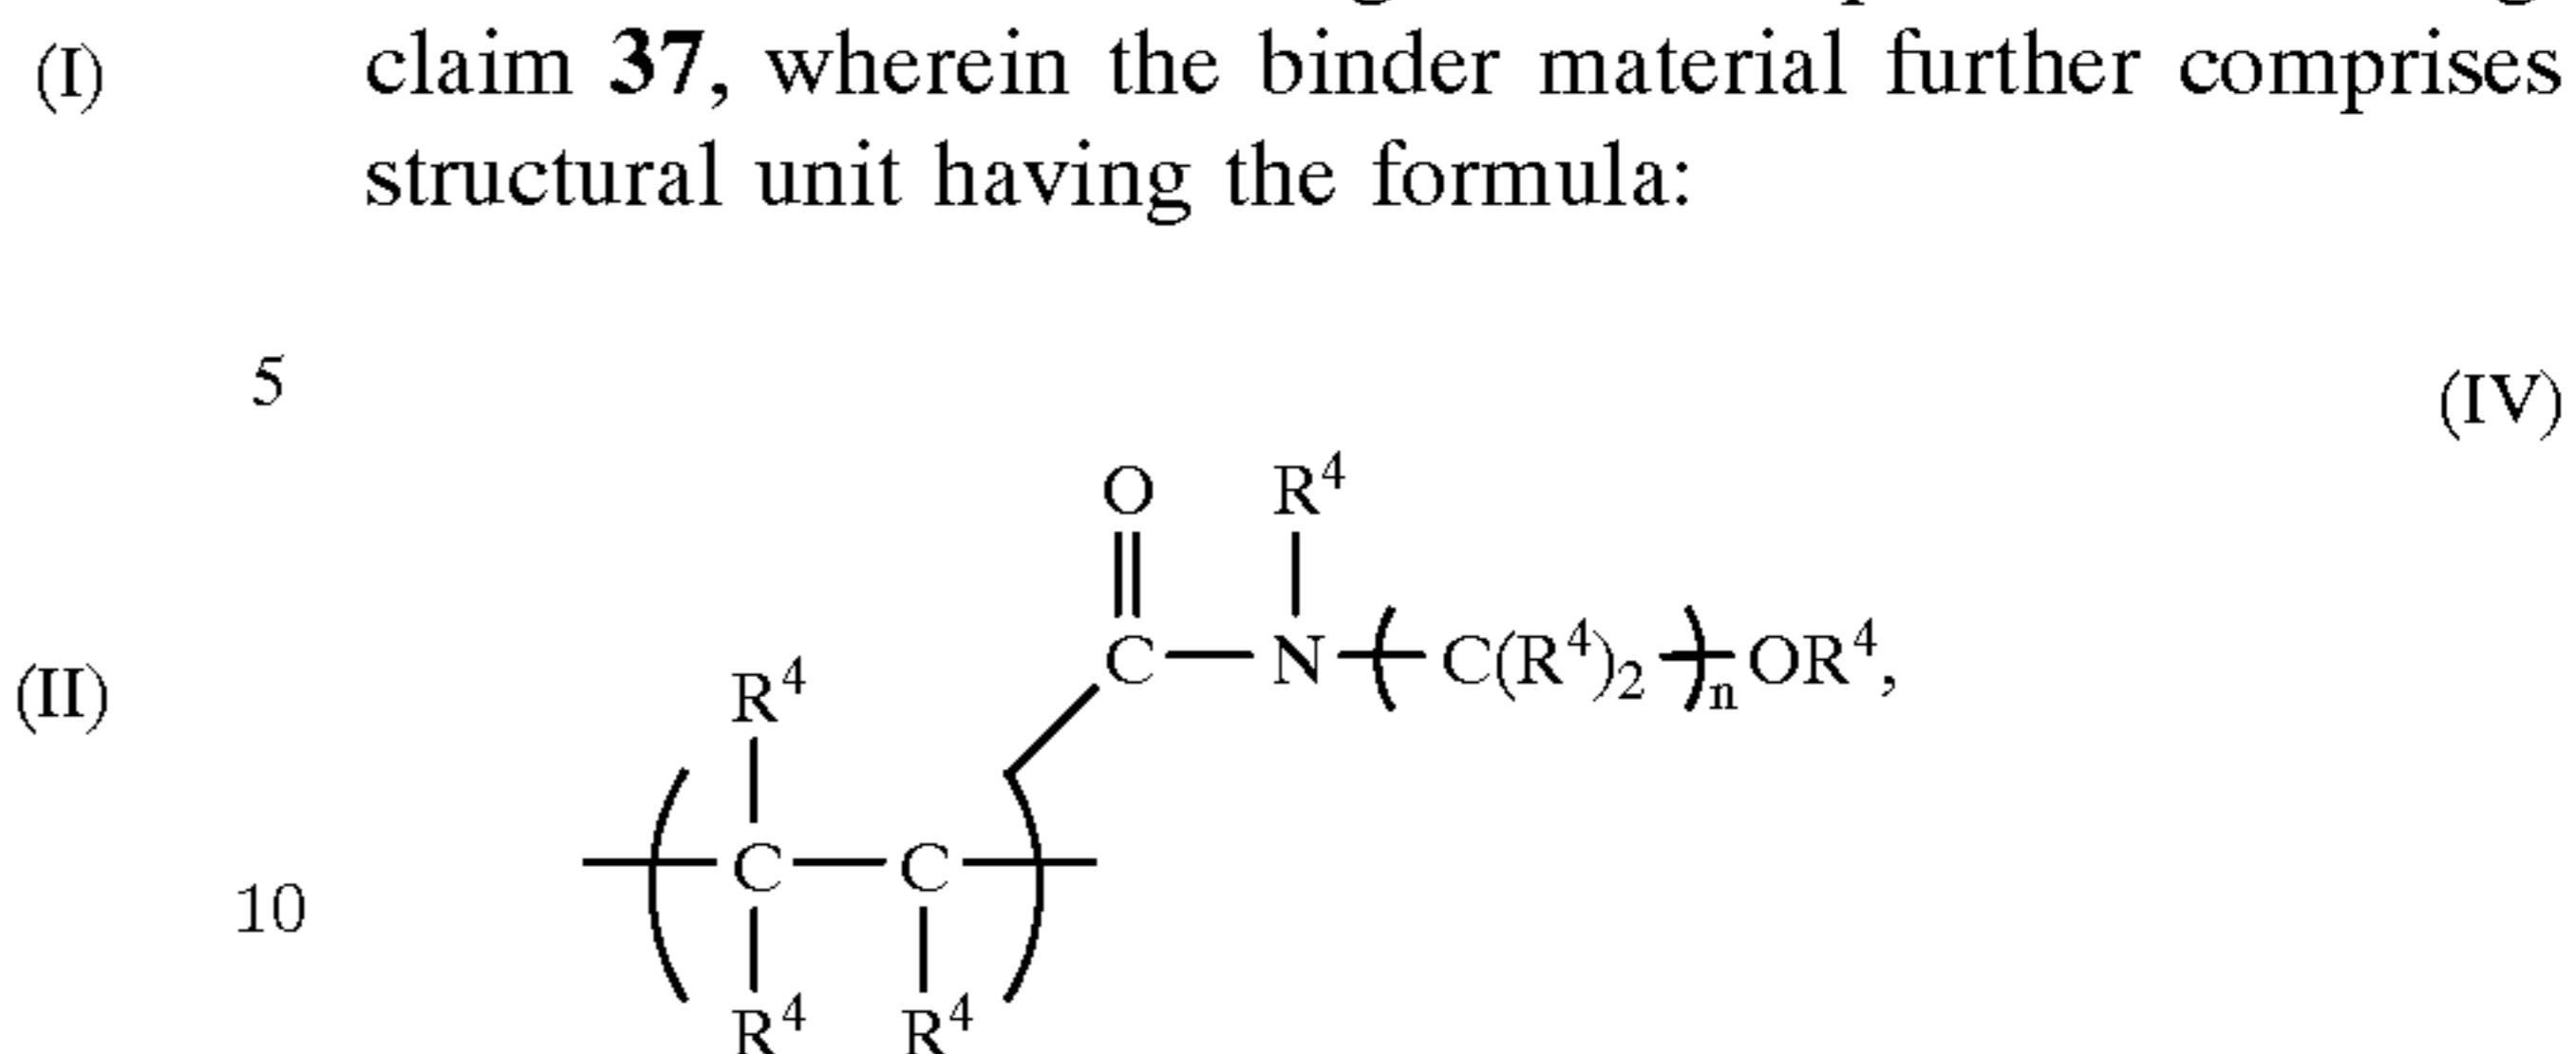 (I) claim 37, wherein the binder material further comprises
structural unit having the formula:
5 (IV)
O R⁴
(II) C N ( C(R⁴)₂ )ₙ OR⁴,
R⁴
10 ( C C )
R⁴ R⁴